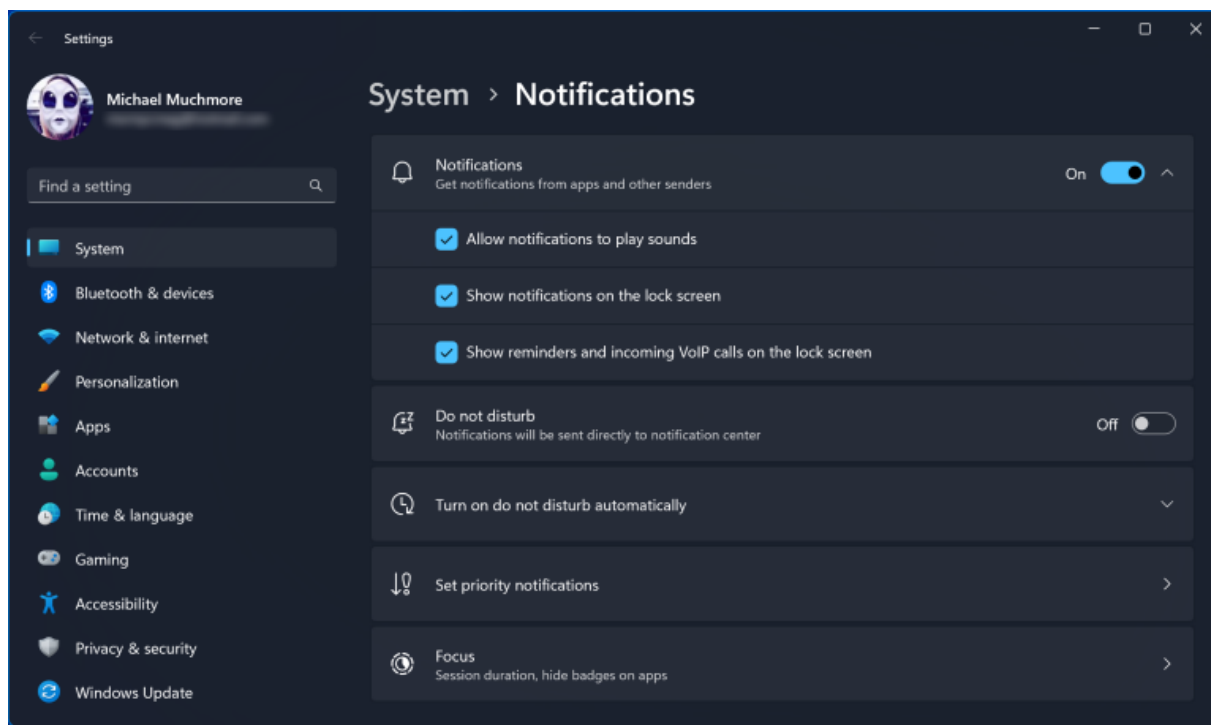 Settings
Michael Muchmore
Find a setting
System
Bluetooth & devices
Network & internet
Personalization
Apps
Accounts
Time & language
Gaming
Accessibility
Privacy & security
Windows Update
System > Notifications
Notifications
Get notifications from apps and other senders
On
Allow notifications to play sounds
Show notifications on the lock screen
Show reminders and incoming VoIP calls on the lock screen
Do not disturb
Notifications will be sent directly to notification center
Off
Turn on do not disturb automatically
Set priority notifications
Focus
Session duration, hide badges on apps